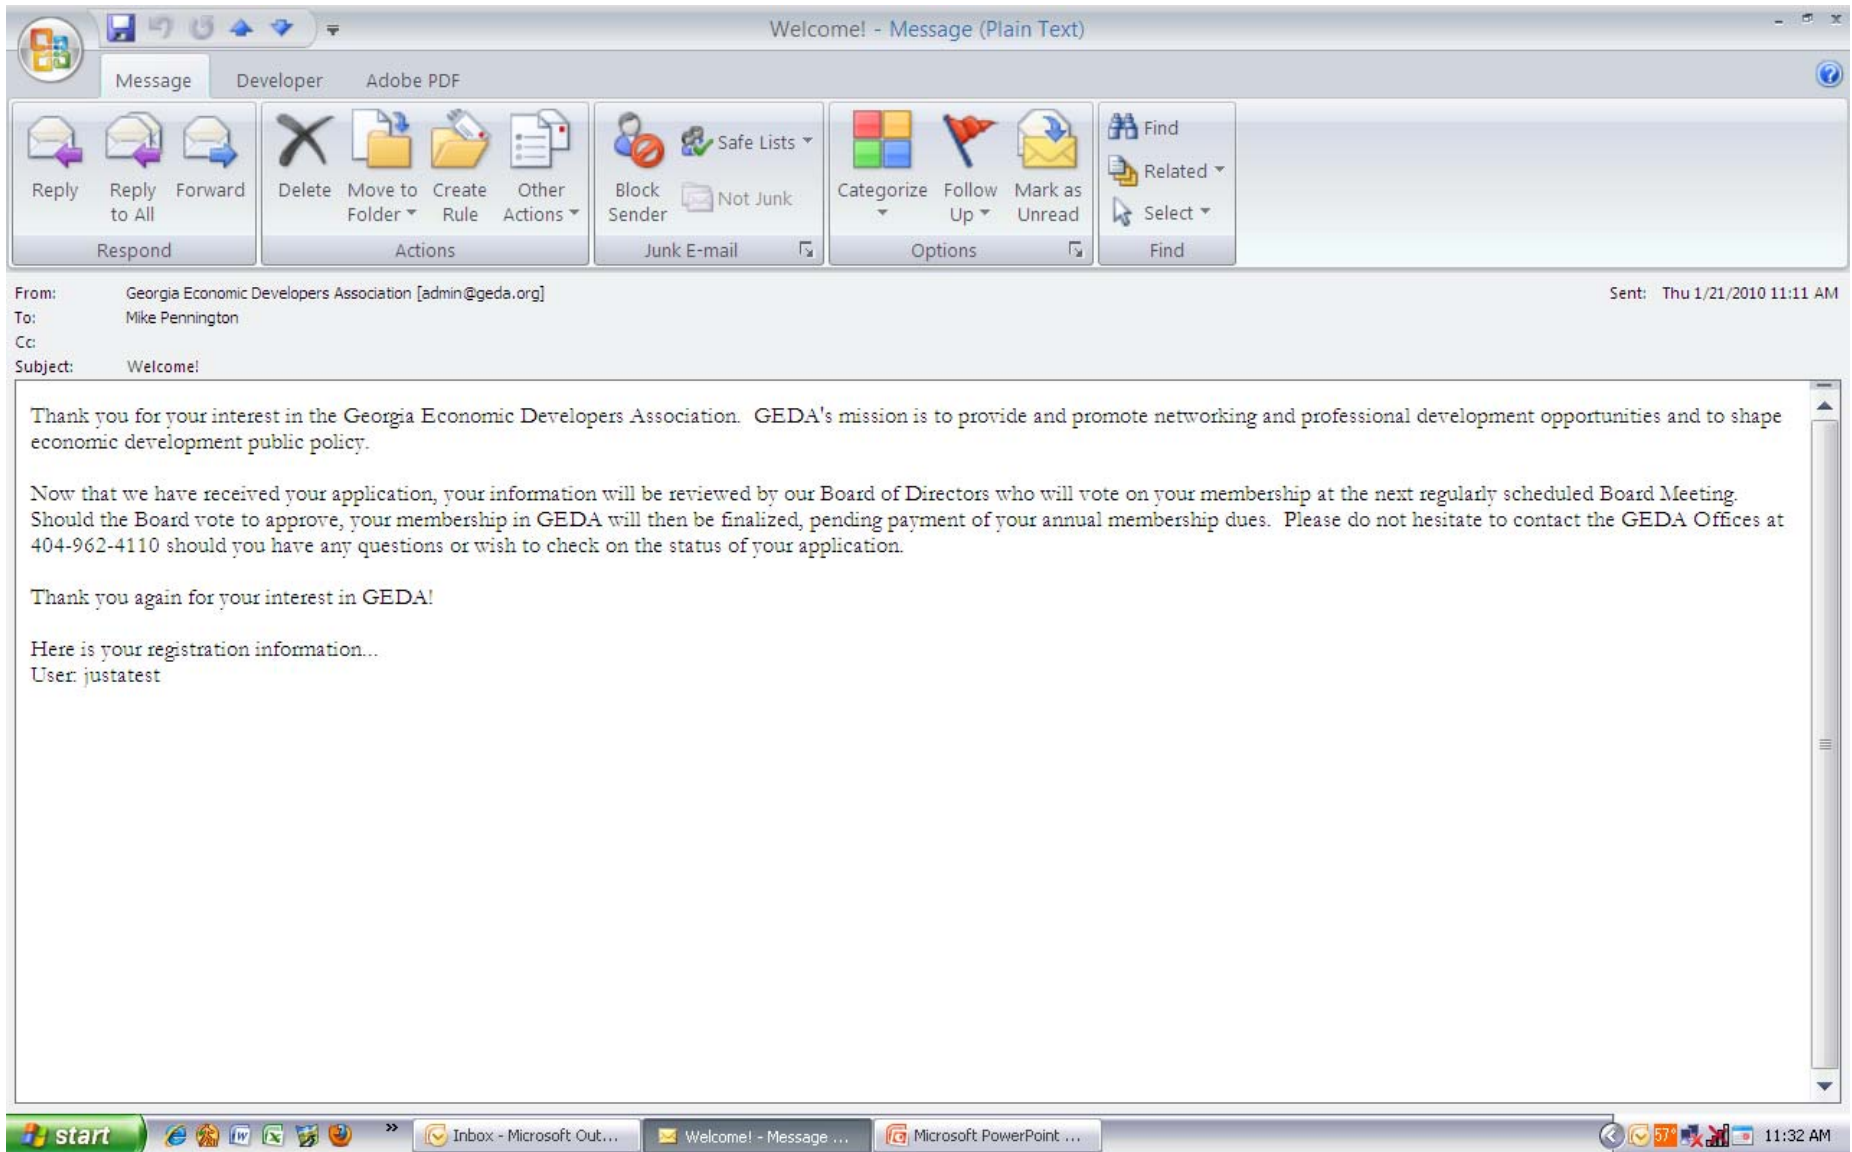 Welcome! - Message (Plain Text)
Message Developer Adobe PDF
Reply
Reply to All
Forward
Respond
Delete
Move to Folder
Create Rule
Other Actions
Actions
Block Sender
Safe Lists
Not Junk
Junk E-mail
Categorize
Follow Up
Mark as Unread
Options
Find
Related
Select
Find
From: Georgia Economic Developers Association [admin@geda.org] Sent: Thu 1/21/2010 11:11 AM
To: Mike Pennington
Cc:
Subject: Welcome!
Thank you for your interest in the Georgia Economic Developers Association. GEDA's mission is to provide and promote networking and professional development opportunities and to shape
economic development public policy.
Now that we have received your application, your information will be reviewed by our Board of Directors who will vote on your membership at the next regularly scheduled Board Meeting.
Should the Board vote to approve, your membership in GEDA will then be finalized, pending payment of your annual membership dues. Please do not hesitate to contact the GEDA Offices at
404-962-4110 should you have any questions or wish to check on the status of your application.
Thank you again for your interest in GEDA!
Here is your registration information...
User: justatest
start Inbox - Microsoft Out... Welcome! - Message ... Microsoft PowerPoint ... 57° 11:32 AM